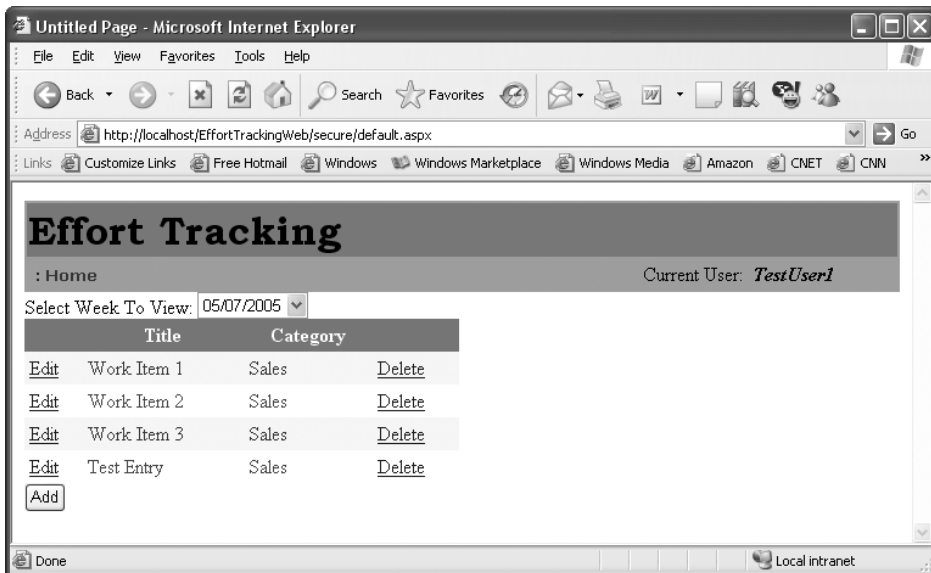 Untitled Page - Microsoft Internet Explorer
File Edit View Favorites Tools Help
Back Search Favorites W
Address http://localhost/EffortTrackingWeb/secure/default.aspx Go
Links Customize Links Free Hotmail Windows Windows Marketplace Windows Media Amazon CNET CNN »
Effort Tracking
: Home Current User: TestUser1
Select Week To View: 05/07/2005
Title Category
Edit Work Item 1 Sales Delete
Edit Work Item 2 Sales Delete
Edit Work Item 3 Sales Delete
Edit Test Entry Sales Delete
Add
Done Local intranet